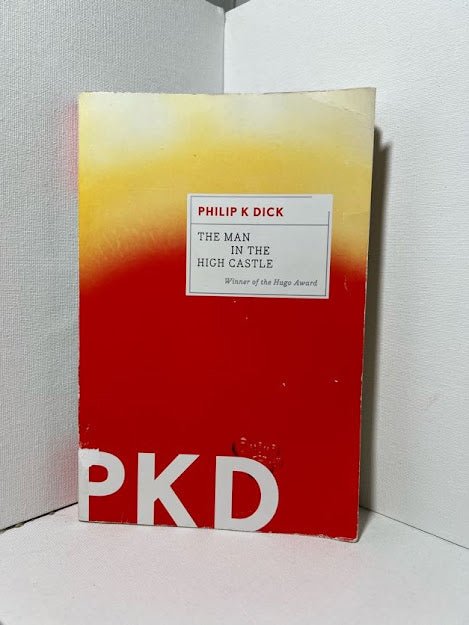 PHILIP K DICK
THE MAN
IN THE
HIGH CASTLE
Winner of the Hugo Award
PKD